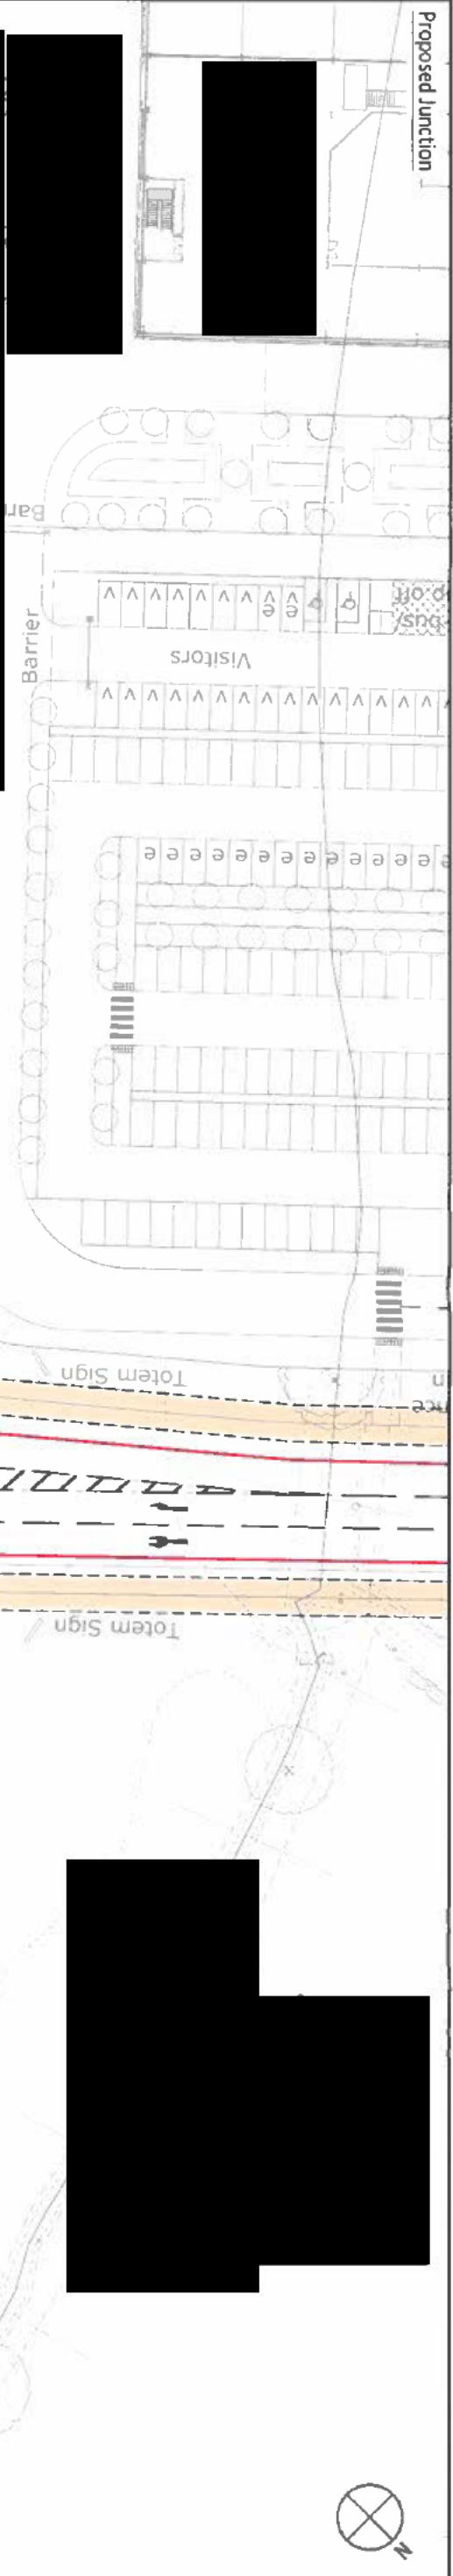 Proposed Junction
Barrier
Visitors
v v v v v v v v v
e e
v v v v v v v v v v v v v v v
e e e e e e e e e e e e e e
Totem Sign
Totem Sign
N